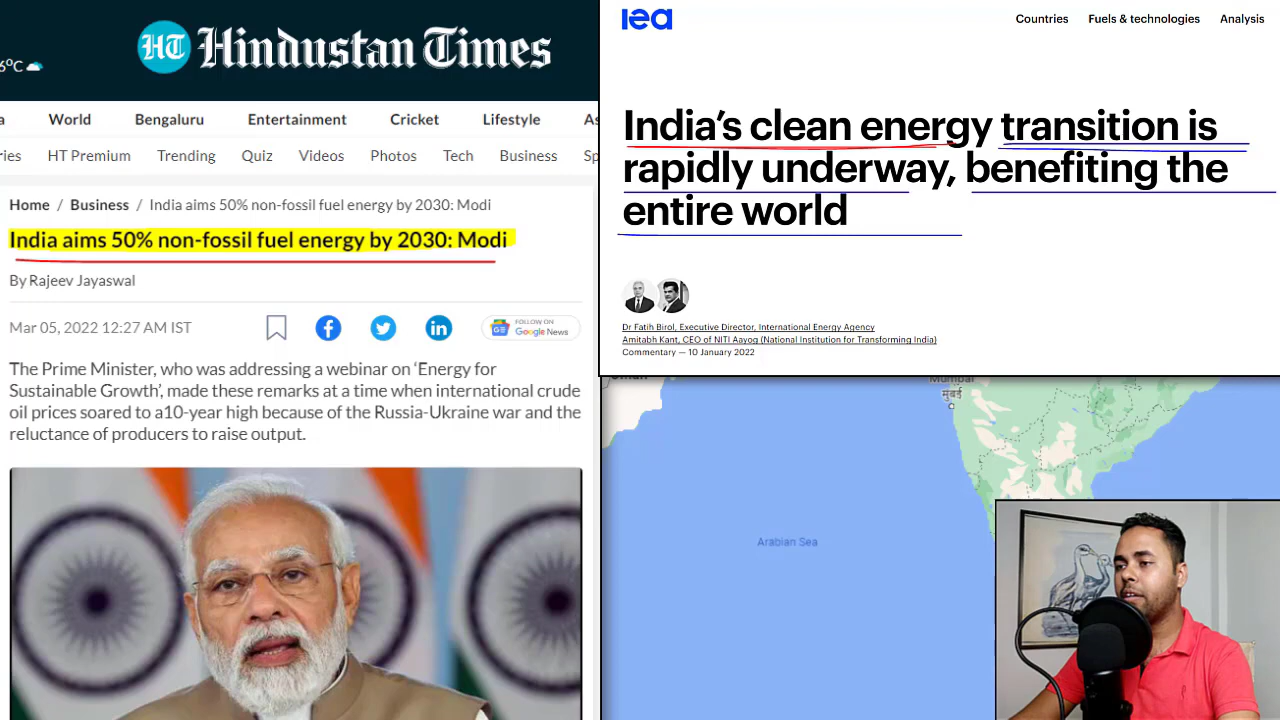 HT Hindustan Times
World Bengaluru Entertainment Cricket Lifestyle
HT Premium Trending Quiz Videos Photos Tech Business
Home / Business / India aims 50% non-fossil fuel energy by 2030: Modi
India aims 50% non-fossil fuel energy by 2030: Modi
By Rajeev Jayaswal
Mar 05, 2022 12:27 AM IST
FOLLOW ON
Google News
The Prime Minister, who was addressing a webinar on ‘Energy for
Sustainable Growth’, made these remarks at a time when international crude
oil prices soared to a10-year high because of the Russia-Ukraine war and the
reluctance of producers to raise output.
iea
Countries Fuels & technologies Analysis
India’s clean energy transition is
rapidly underway, benefiting the
entire world
Dr Fatih Birol, Executive Director, International Energy Agency
Amitabh Kant, CEO of NITI Aayog (National Institution for Transforming India)
Commentary — 10 January 2022
Mumbai
मुंबई
Arabian Sea